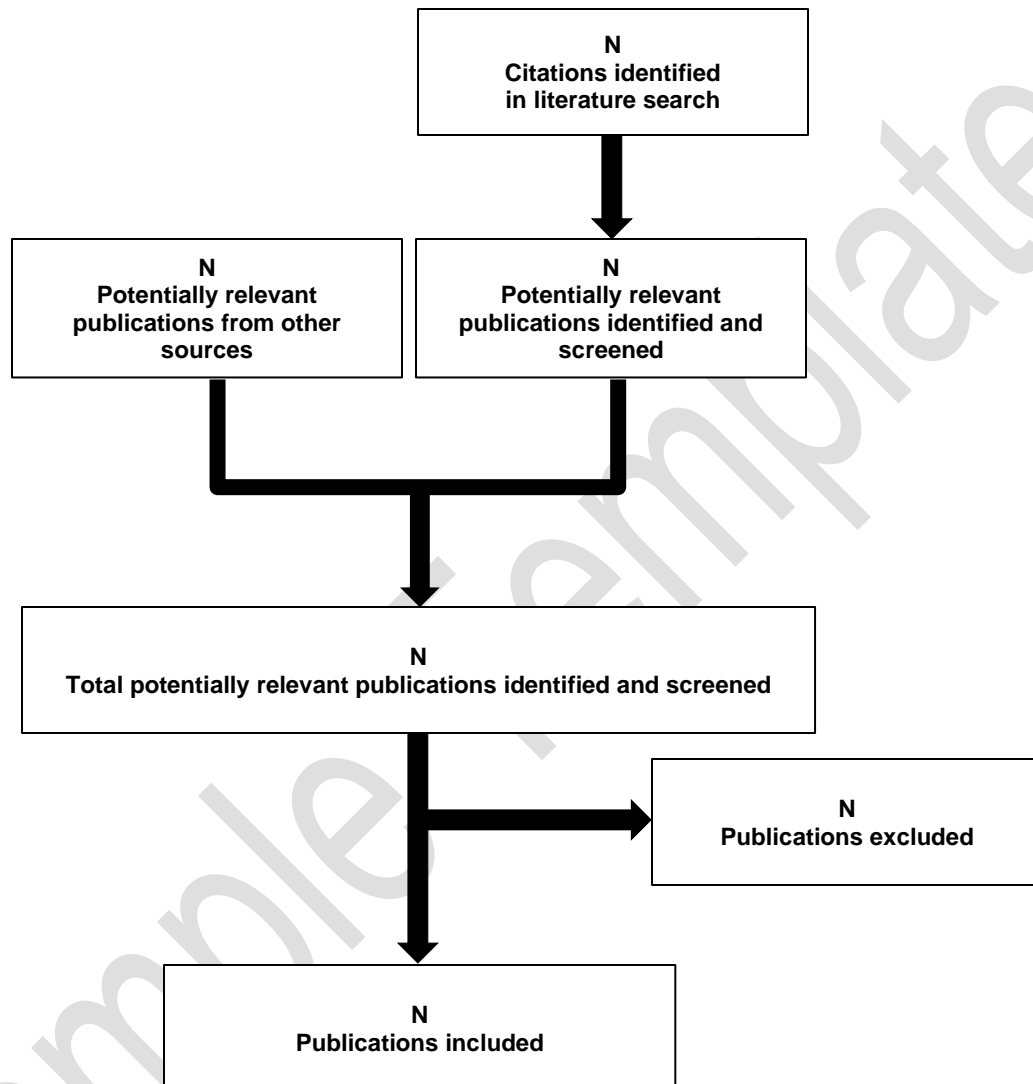 N
Citations identified
in literature search
N
Potentially relevant
publications from other
sources
N
Potentially relevant
publications identified and
screened
N
Total potentially relevant publications identified and screened
N
Publications excluded
N
Publications included
mple Template